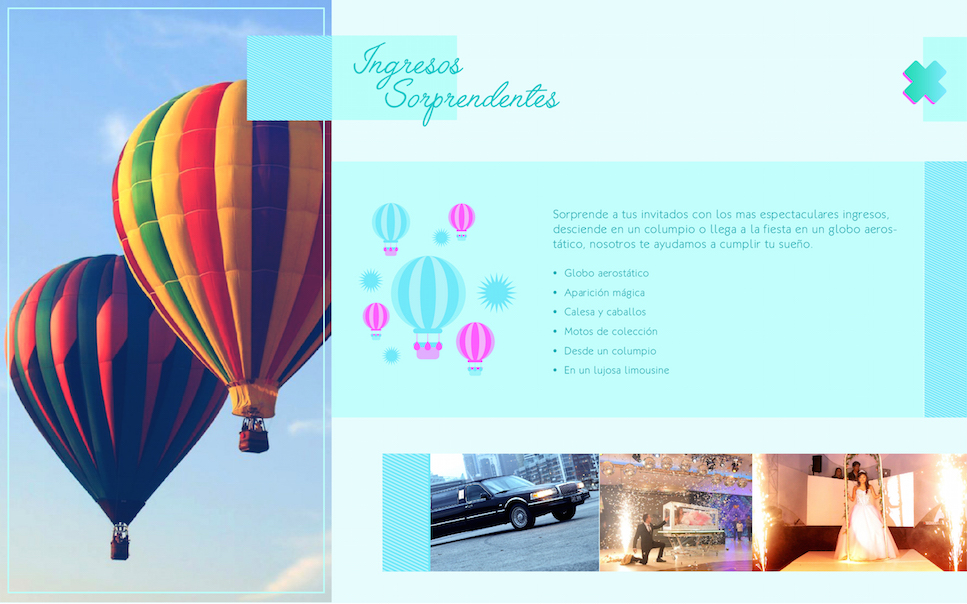 Ingresos
Sorprendentes
Sorprende a tus invitados con los mas espectaculares ingresos,
desciende en un columpio o llega a la fiesta en un globo aeros-
tático, nosotros te ayudamos a cumplir tu sueño.
• Globo aerostático
• Aparición mágica
• Calesa y caballos
• Motos de colección
• Desde un columpio
• En un lujosa limousine